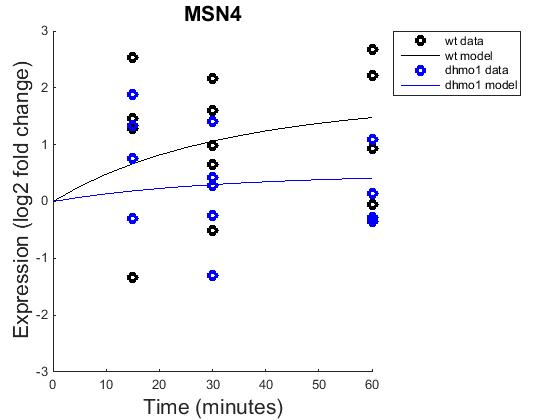 MSN4
3
2
1
0
-1
-2
-3
0
10
20
30
40
50
60
Expression (log2 fold change)
Time (minutes)
wt data
wt model
dhmo1 data
dhmo1 model